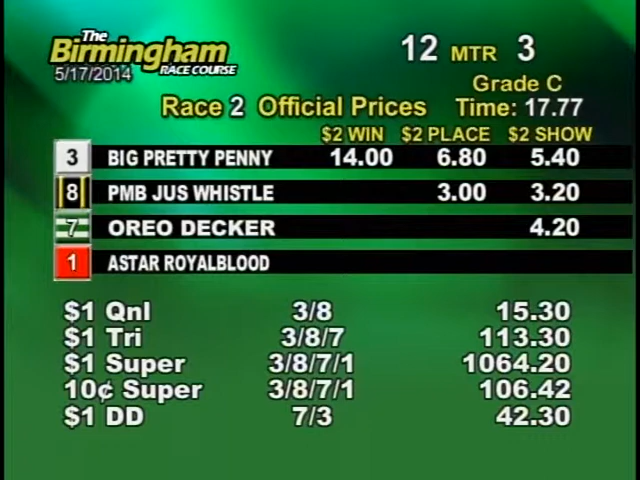 The
Birmingham
RACE COURSE
5/17/2014
12 MTR 3
Grade C
Race 2 Official Prices Time: 17.77
$2 WIN $2 PLACE $2 SHOW
3 BIG PRETTY PENNY 14.00 6.80 5.40
8 PMB JUS WHISTLE 3.00 3.20
7 OREO DECKER 4.20
1 ASTAR ROYALBLOOD
$1 Qnl 3/8 15.30
$1 Tri 3/8/7 113.30
$1 Super 3/8/7/1 1064.20
10¢ Super 3/8/7/1 106.42
$1 DD 7/3 42.30